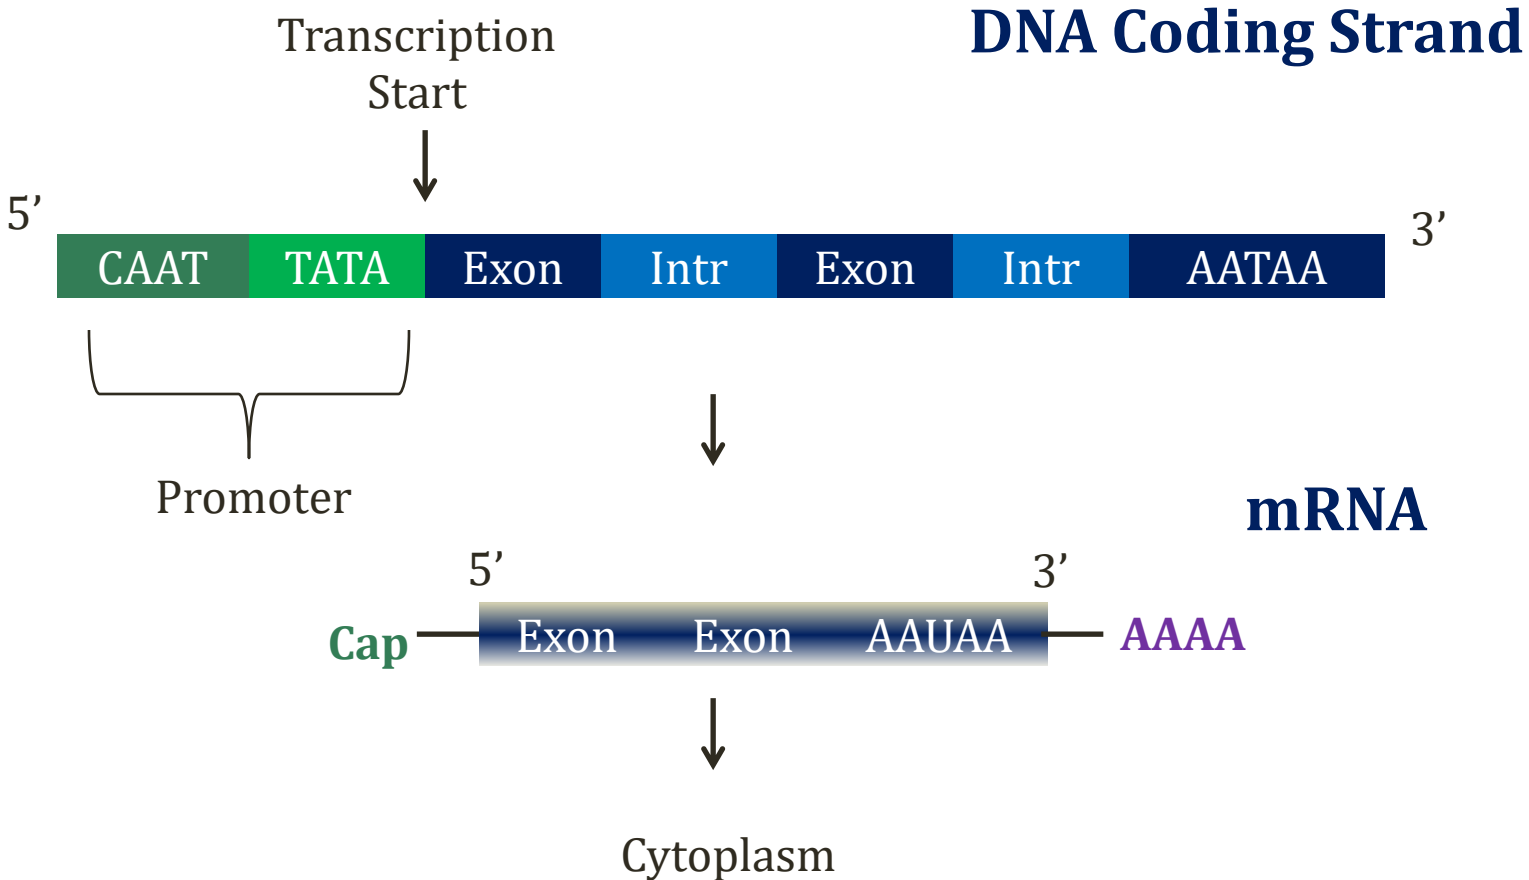 DNA Coding Strand
Transcription
Start
5’
3’
CAAT TATA Exon Intr Exon Intr AATAA
Promoter
mRNA
5’ 3’
Cap Exon Exon AAUAA AAAA
Cytoplasm